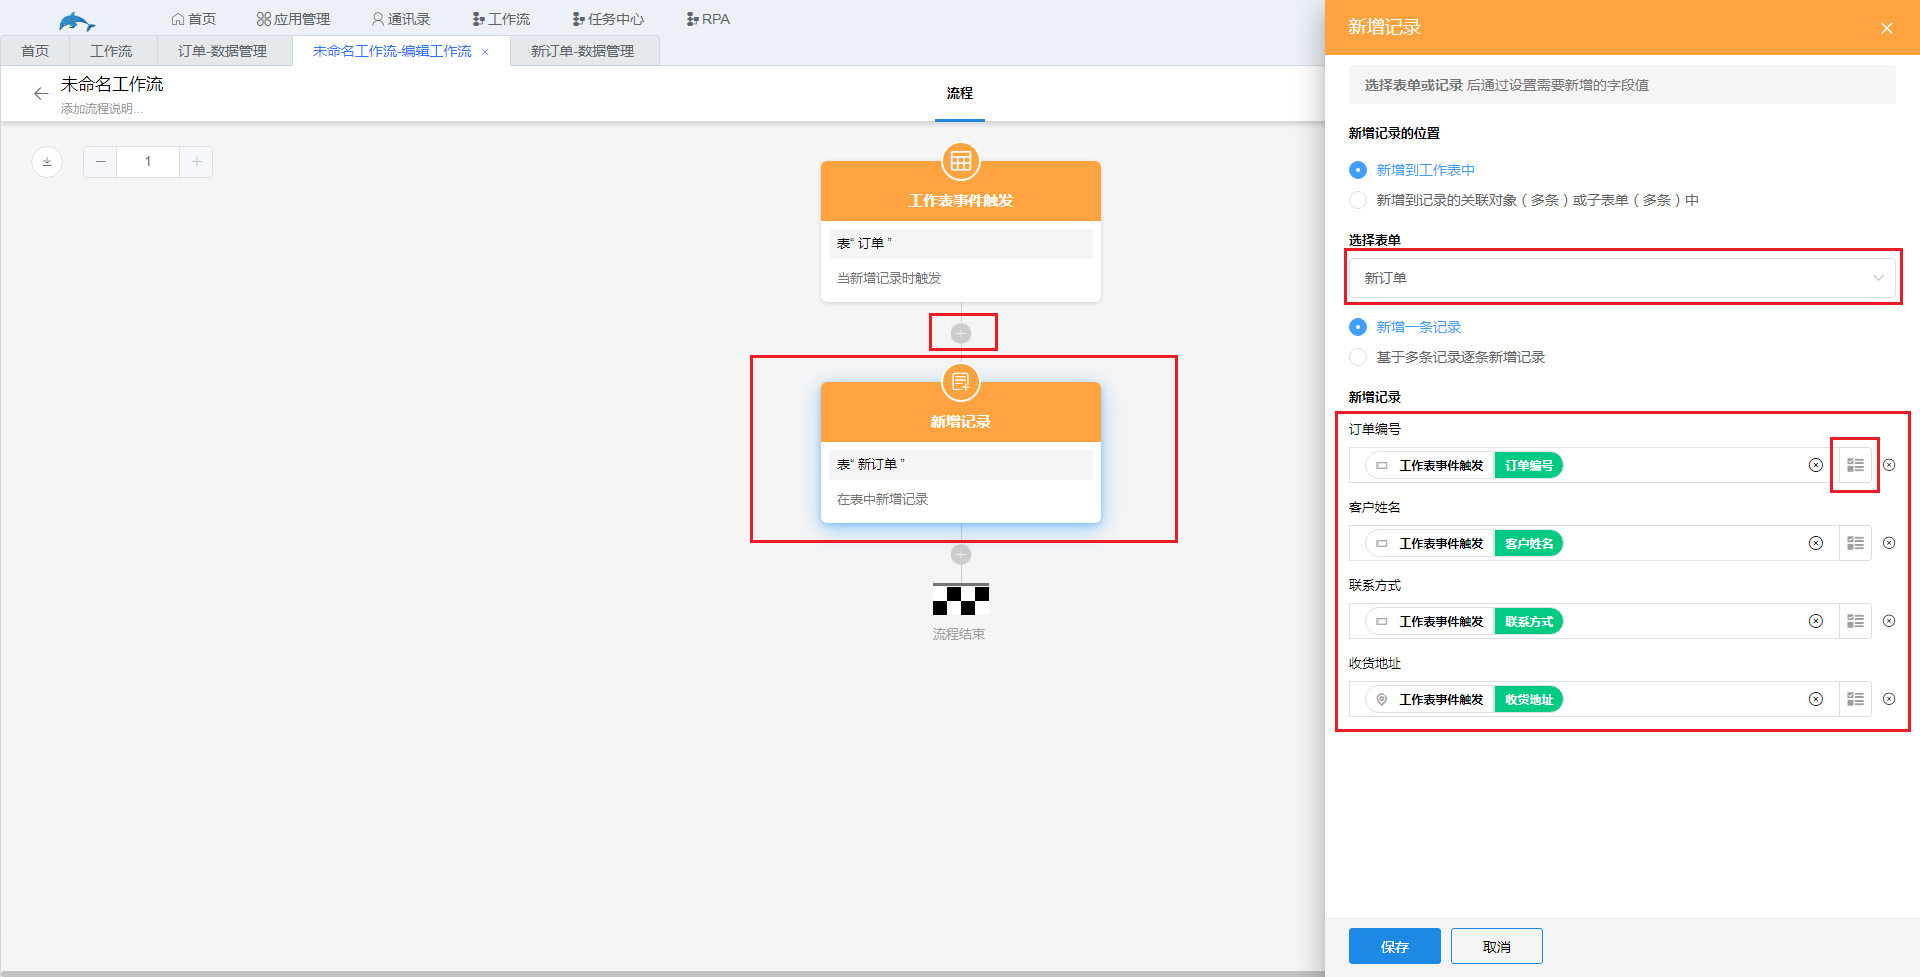 首页
应用管理
通讯录
工作流
任务中心
RPA
首页
工作流
订单-数据管理
未命名工作流-编辑工作流
新订单-数据管理
未命名工作流
添加流程说明...
流程
1
工作表事件触发
表“ 订单 ”
当新增记录时触发
新增记录
表“ 新订单 ”
在表中新增记录
流程结束
新增记录
选择表单或记录 后通过设置需要新增的字段值
新增记录的位置
新增到工作表中
新增到记录的关联对象（多条）或子表单（多条）中
选择表单
新订单
新增一条记录
基于多条记录逐条新增记录
新增记录
订单编号
工作表事件触发 订单编号
客户姓名
工作表事件触发 客户姓名
联系方式
工作表事件触发 联系方式
收货地址
工作表事件触发 收货地址
保存
取消